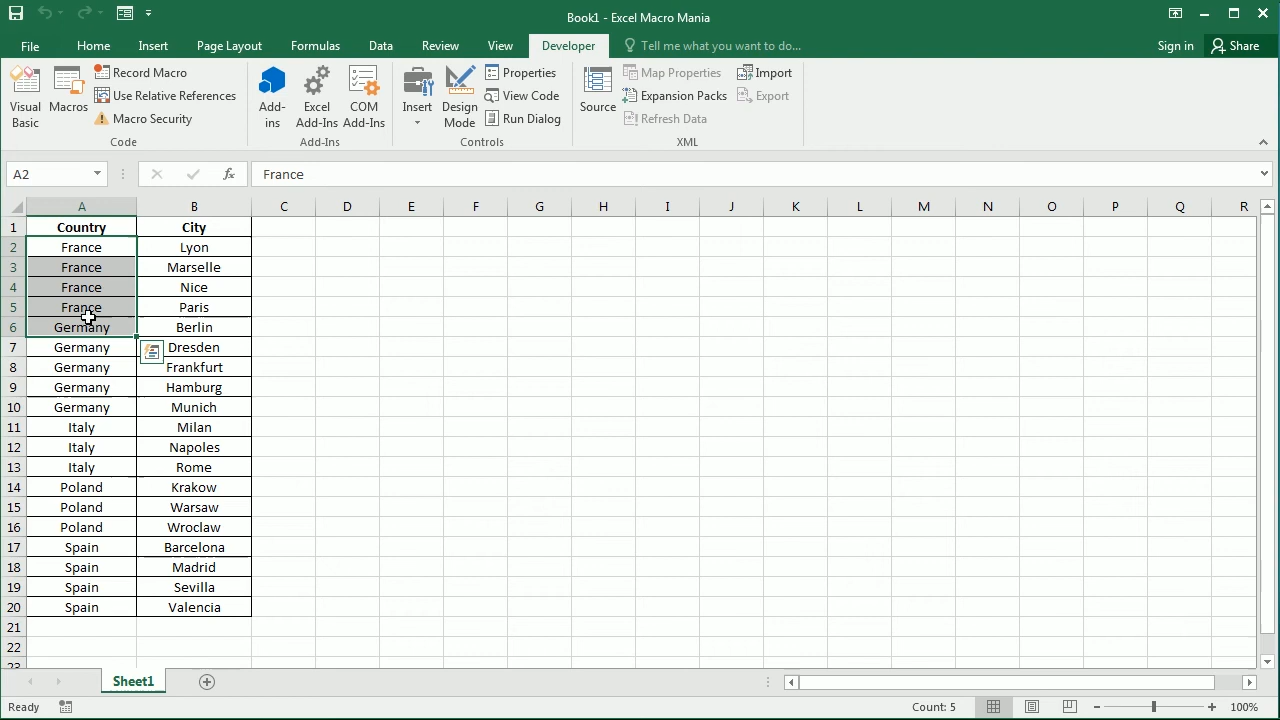 Book1 - Excel Macro Mania
File Home Insert Page Layout Formulas Data Review View Developer Tell me what you want to do... Sign in Share
Visual Basic
Macros
Record Macro
Use Relative References
Macro Security
Code
Add-ins
Excel Add-Ins
COM Add-Ins
Add-Ins
Insert
Design Mode
Properties
View Code
Run Dialog
Controls
Source
Map Properties
Expansion Packs
Refresh Data
Import
Export
XML
A2 fx France
A B C D E F G H I J K L M N O P Q R
1 Country City
2 France Lyon
3 France Marselle
4 France Nice
5 France Paris
6 Germany Berlin
7 Germany Dresden
8 Germany Frankfurt
9 Germany Hamburg
10 Germany Munich
11 Italy Milan
12 Italy Napoles
13 Italy Rome
14 Poland Krakow
15 Poland Warsaw
16 Poland Wroclaw
17 Spain Barcelona
18 Spain Madrid
19 Spain Sevilla
20 Spain Valencia
21
22
23
Sheet1
Ready Count: 5 100%